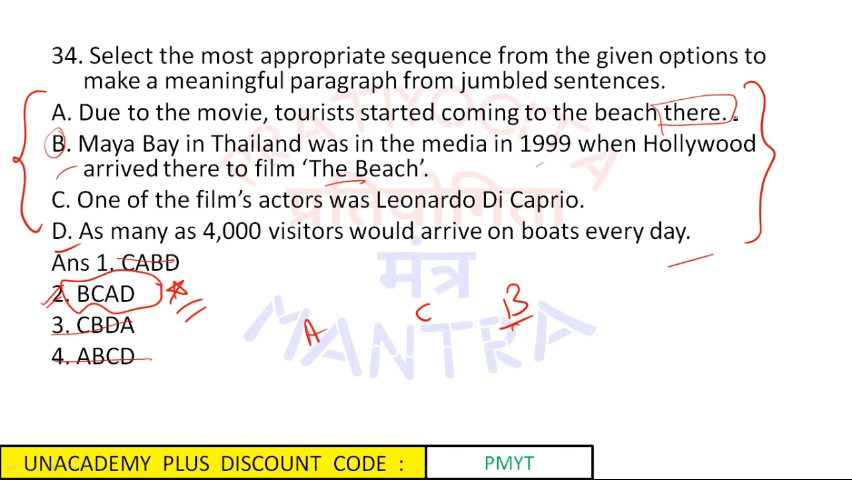 34. Select the most appropriate sequence from the given options to
make a meaningful paragraph from jumbled sentences.
A. Due to the movie, tourists started coming to the beach there..
B. Maya Bay in Thailand was in the media in 1999 when Hollywood
arrived there to film ‘The Beach’.
C. One of the film’s actors was Leonardo Di Caprio.
D. As many as 4,000 visitors would arrive on boats every day.
Ans 1. CABD
2. BCAD
3. CBDA
4. ABCD
A C B
PRATIYOGITA
प्रतियोगिता
मंत्र
MANTRA
UNACADEMY PLUS DISCOUNT CODE :
PMYT